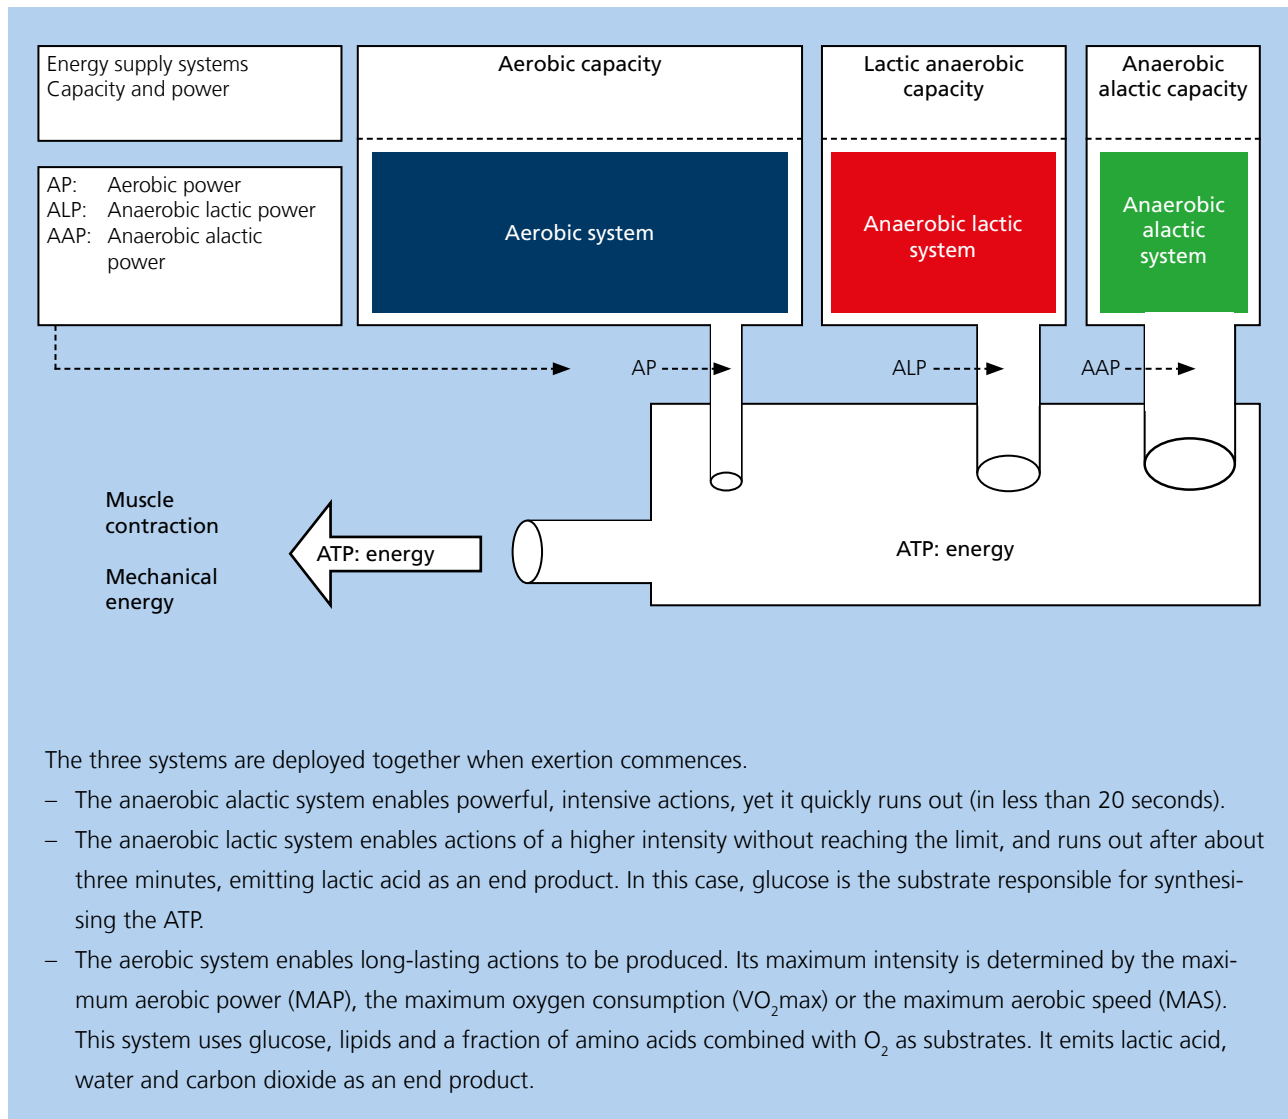 Energy supply systems
Capacity and power
Aerobic capacity
Lactic anaerobic
capacity
Anaerobic
alactic capacity
AP: Aerobic power
ALP: Anaerobic lactic power
AAP: Anaerobic alactic
power
Aerobic system
Anaerobic lactic
system
Anaerobic
alactic
system
AP
ALP
AAP
Muscle
contraction
Mechanical
energy
ATP: energy
ATP: energy
The three systems are deployed together when exertion commences.
– The anaerobic alactic system enables powerful, intensive actions, yet it quickly runs out (in less than 20 seconds).
– The anaerobic lactic system enables actions of a higher intensity without reaching the limit, and runs out after about
three minutes, emitting lactic acid as an end product. In this case, glucose is the substrate responsible for synthesi-
sing the ATP.
– The aerobic system enables long-lasting actions to be produced. Its maximum intensity is determined by the maxi-
mum aerobic power (MAP), the maximum oxygen consumption (VO₂max) or the maximum aerobic speed (MAS).
This system uses glucose, lipids and a fraction of amino acids combined with O₂ as substrates. It emits lactic acid,
water and carbon dioxide as an end product.